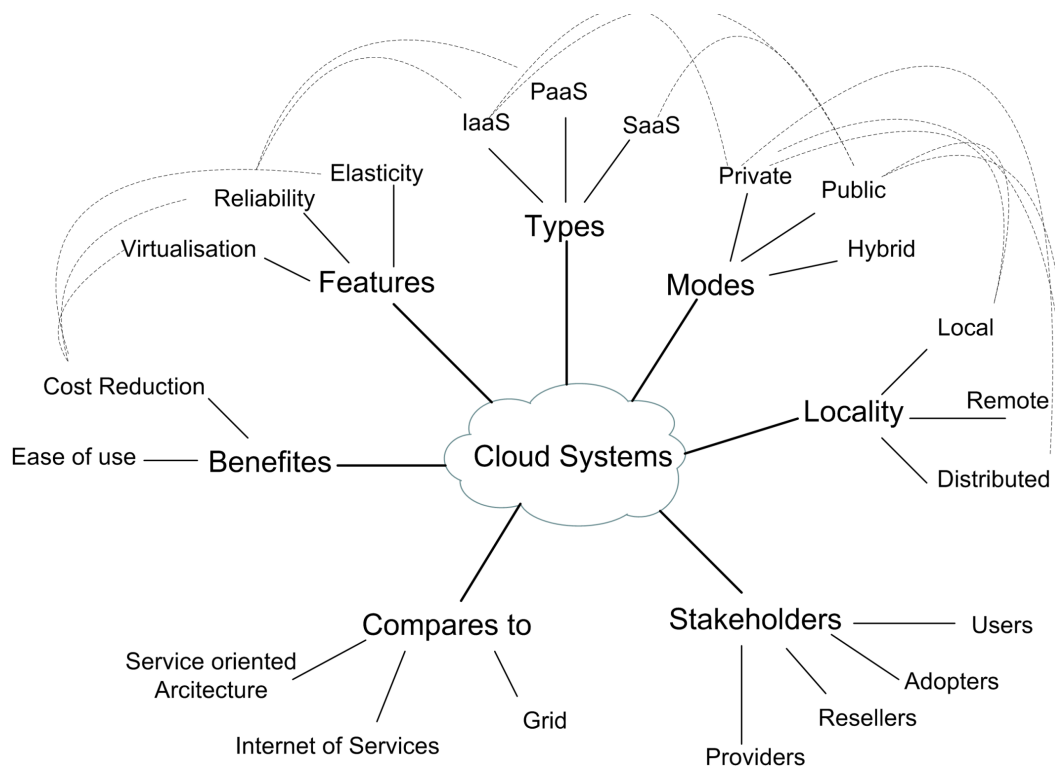 PaaS
IaaS
SaaS
Elasticity
Reliability
Private
Public
Types
Virtualisation
Hybrid
Features
Modes
Local
Cost Reduction
Remote
Locality
Ease of use
Benefites
Cloud Systems
Distributed
Compares to
Stakeholders
Users
Service oriented
Arcitecture
Adopters
Grid
Resellers
Internet of Services
Providers